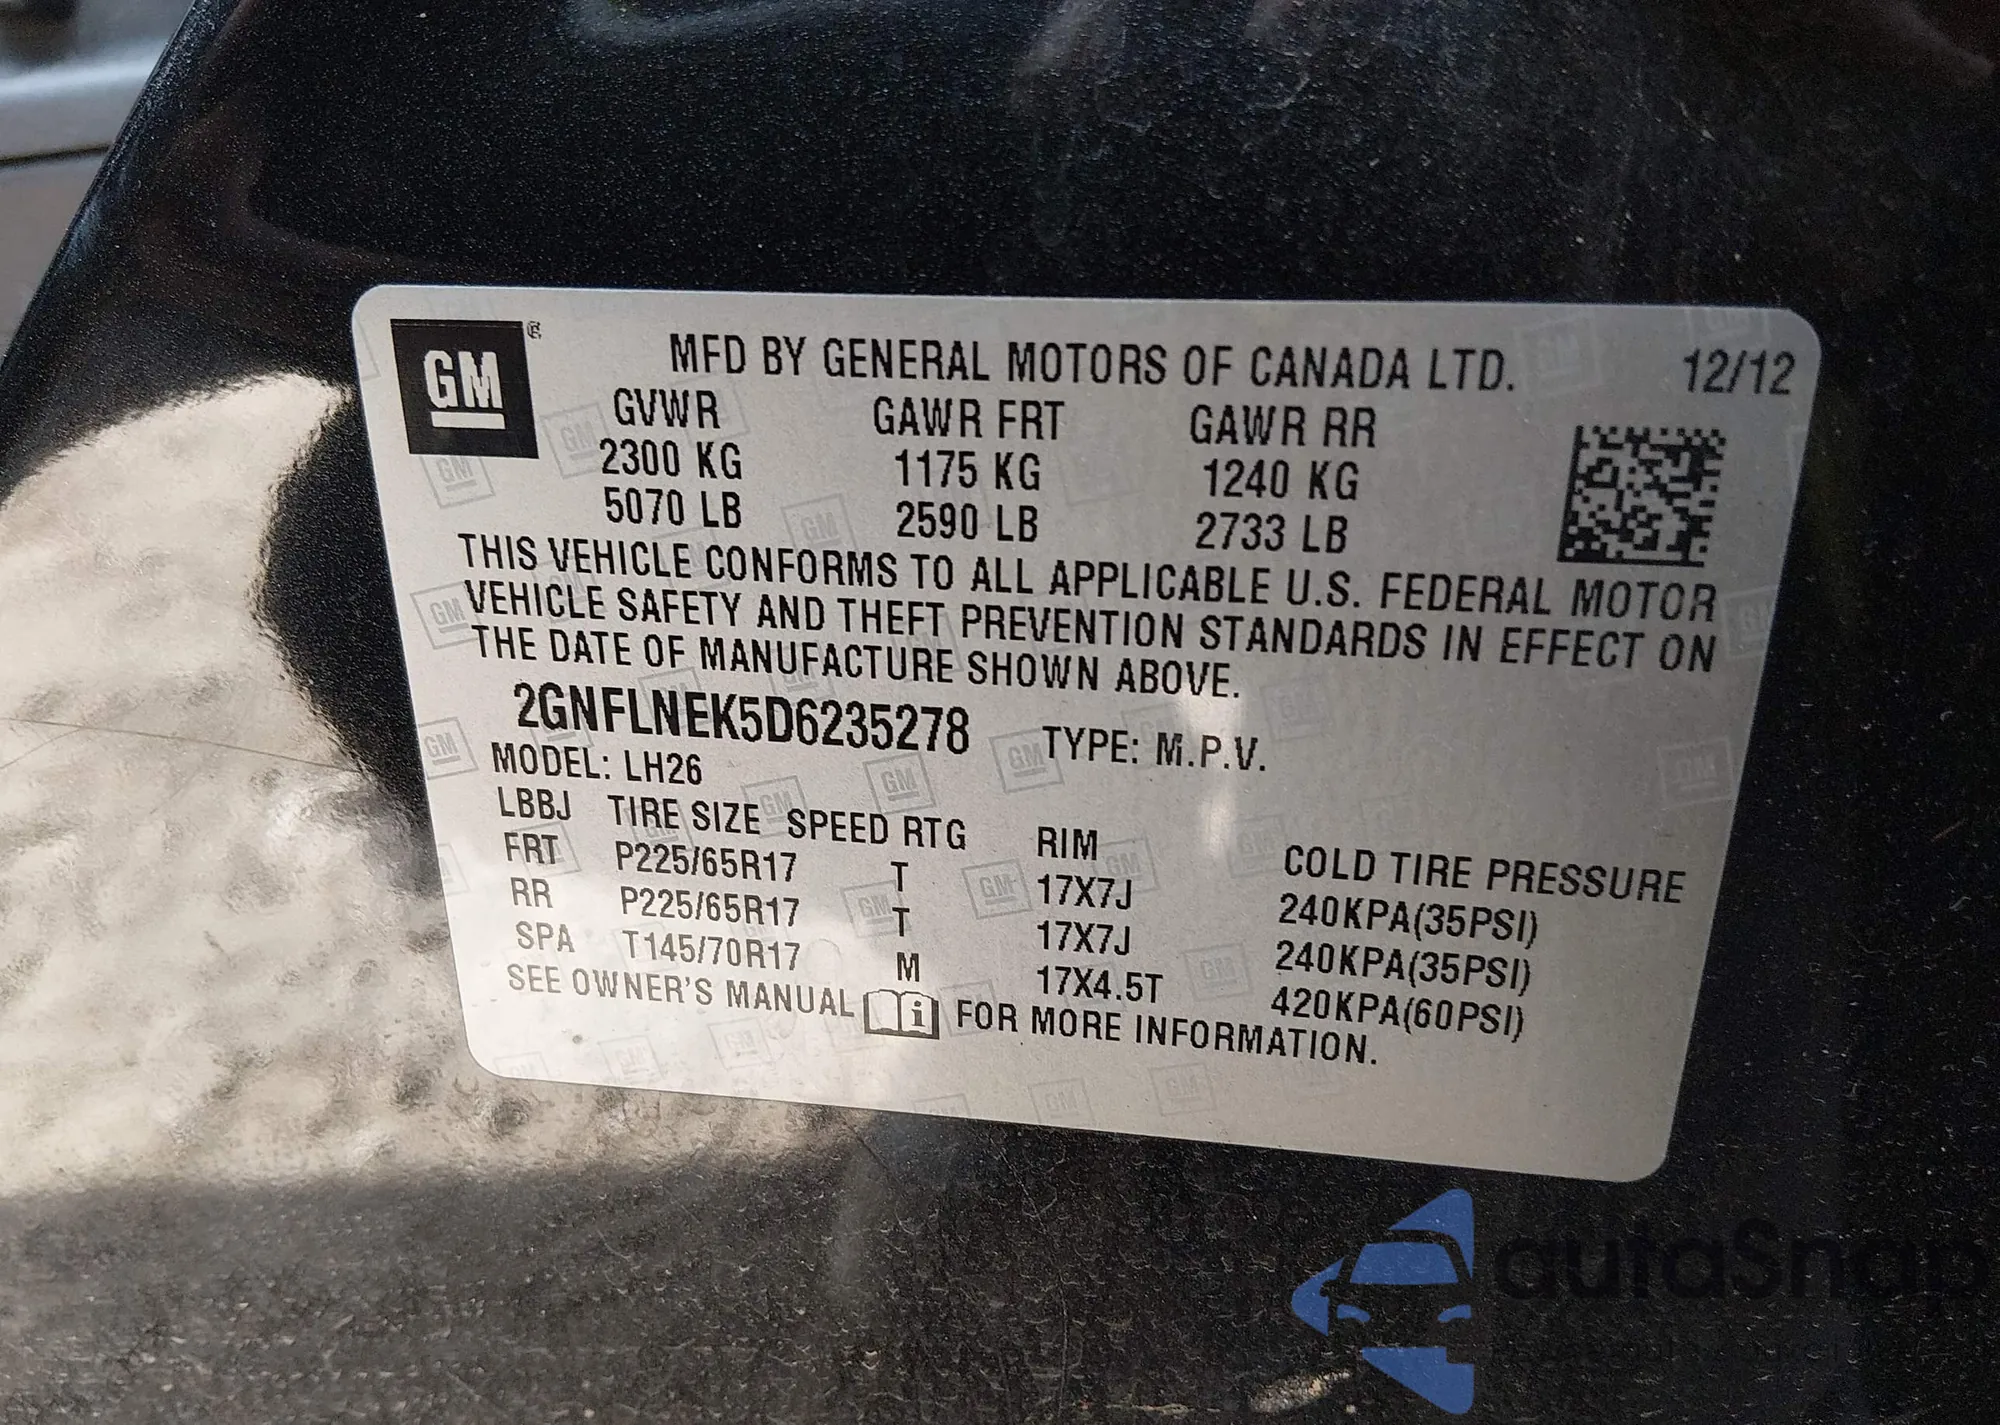 GM
MFD BY GENERAL MOTORS OF CANADA LTD. 12/12
GVWR GAWR FRT GAWR RR
2300 KG 1175 KG 1240 KG
5070 LB 2590 LB 2733 LB
THIS VEHICLE CONFORMS TO ALL APPLICABLE U.S. FEDERAL MOTOR
VEHICLE SAFETY AND THEFT PREVENTION STANDARDS IN EFFECT ON
THE DATE OF MANUFACTURE SHOWN ABOVE.
2GNFLNEK5D6235278 TYPE: M.P.V.
MODEL: LH26
LBBJ TIRE SIZE SPEED RTG RIM COLD TIRE PRESSURE
FRT P225/65R17 T 17X7J 240KPA(35PSI)
RR P225/65R17 T 17X7J 240KPA(35PSI)
SPA T145/70R17 M 17X4.5T 420KPA(60PSI)
SEE OWNER'S MANUAL i FOR MORE INFORMATION.
autaSnap